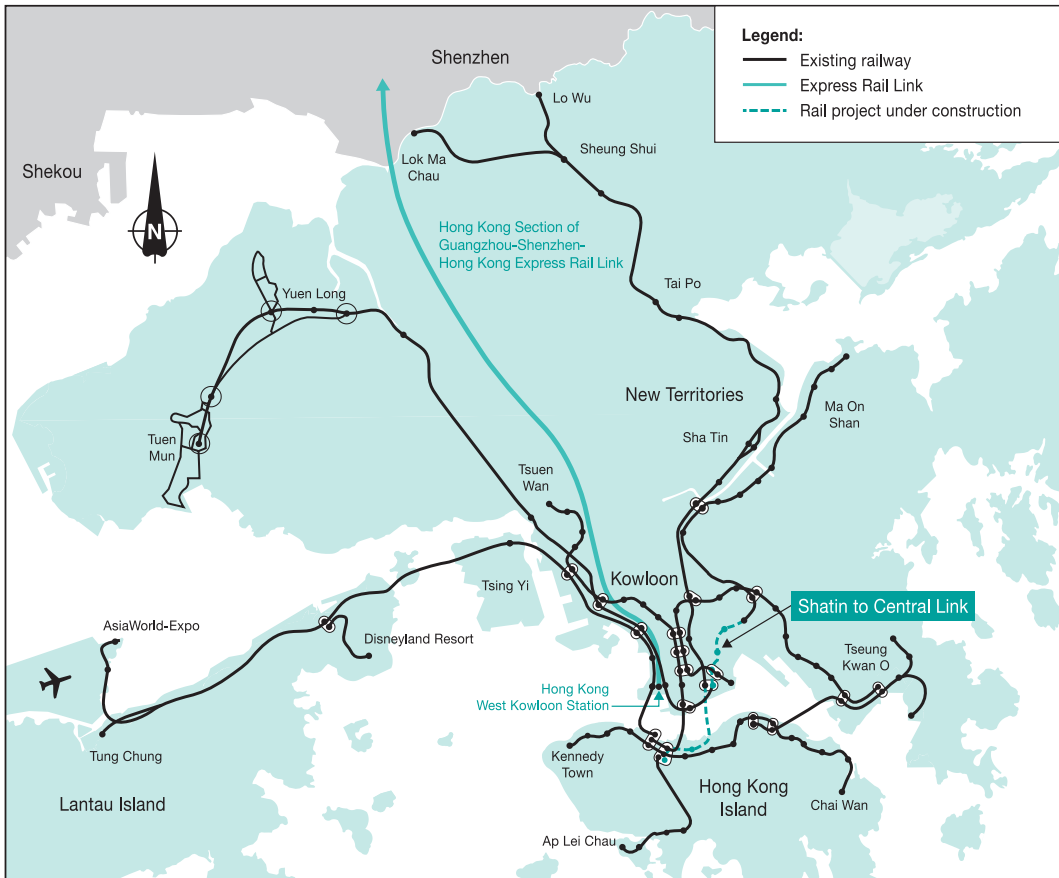 Legend:
Existing railway
Express Rail Link
Rail project under construction
Shenzhen
Lo Wu
Lok Ma
Chau
Sheung Shui
Shekou
N
Hong Kong Section of
Guangzhou-Shenzhen-
Hong Kong Express Rail Link
Yuen Long
Tai Po
New Territories
Ma On
Shan
Sha Tin
Tuen
Mun
Tsuen
Wan
Tsing Yi
Kowloon
Shatin to Central Link
AsiaWorld-Expo
Disneyland Resort
Tseung
Kwan O
Hong Kong
West Kowloon Station
Tung Chung
Kennedy
Town
Hong Kong
Island
Chai Wan
Lantau Island
Ap Lei Chau